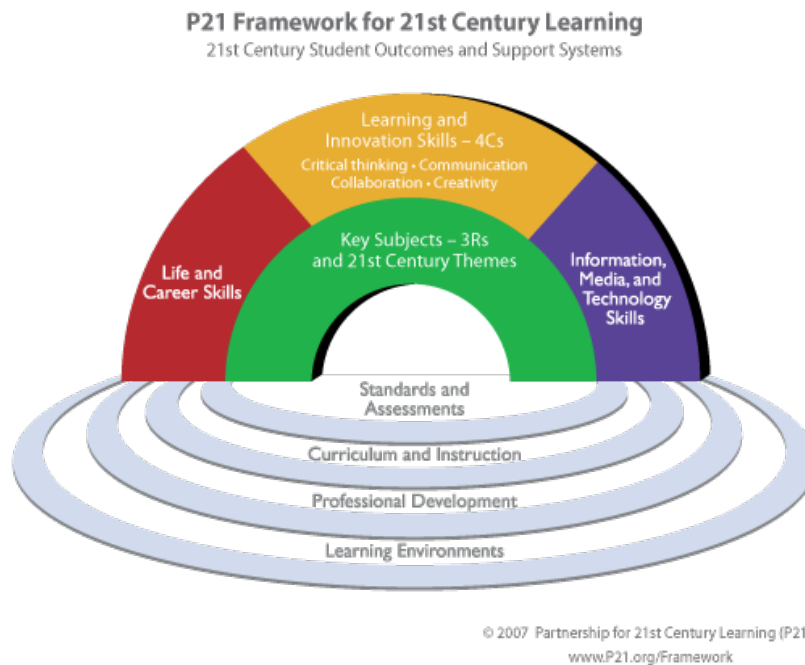 P21 Framework for 21st Century Learning
21st Century Student Outcomes and Support Systems
Learning and
Innovation Skills – 4Cs
Critical thinking • Communication
Collaboration • Creativity
Key Subjects – 3Rs
and 21st Century Themes
Life and
Career Skills
Information,
Media, and
Technology
Skills
Standards and
Assessments
Curriculum and Instruction
Professional Development
Learning Environments
© 2007 Partnership for 21st Century Learning (P21
www.P21.org/Framework